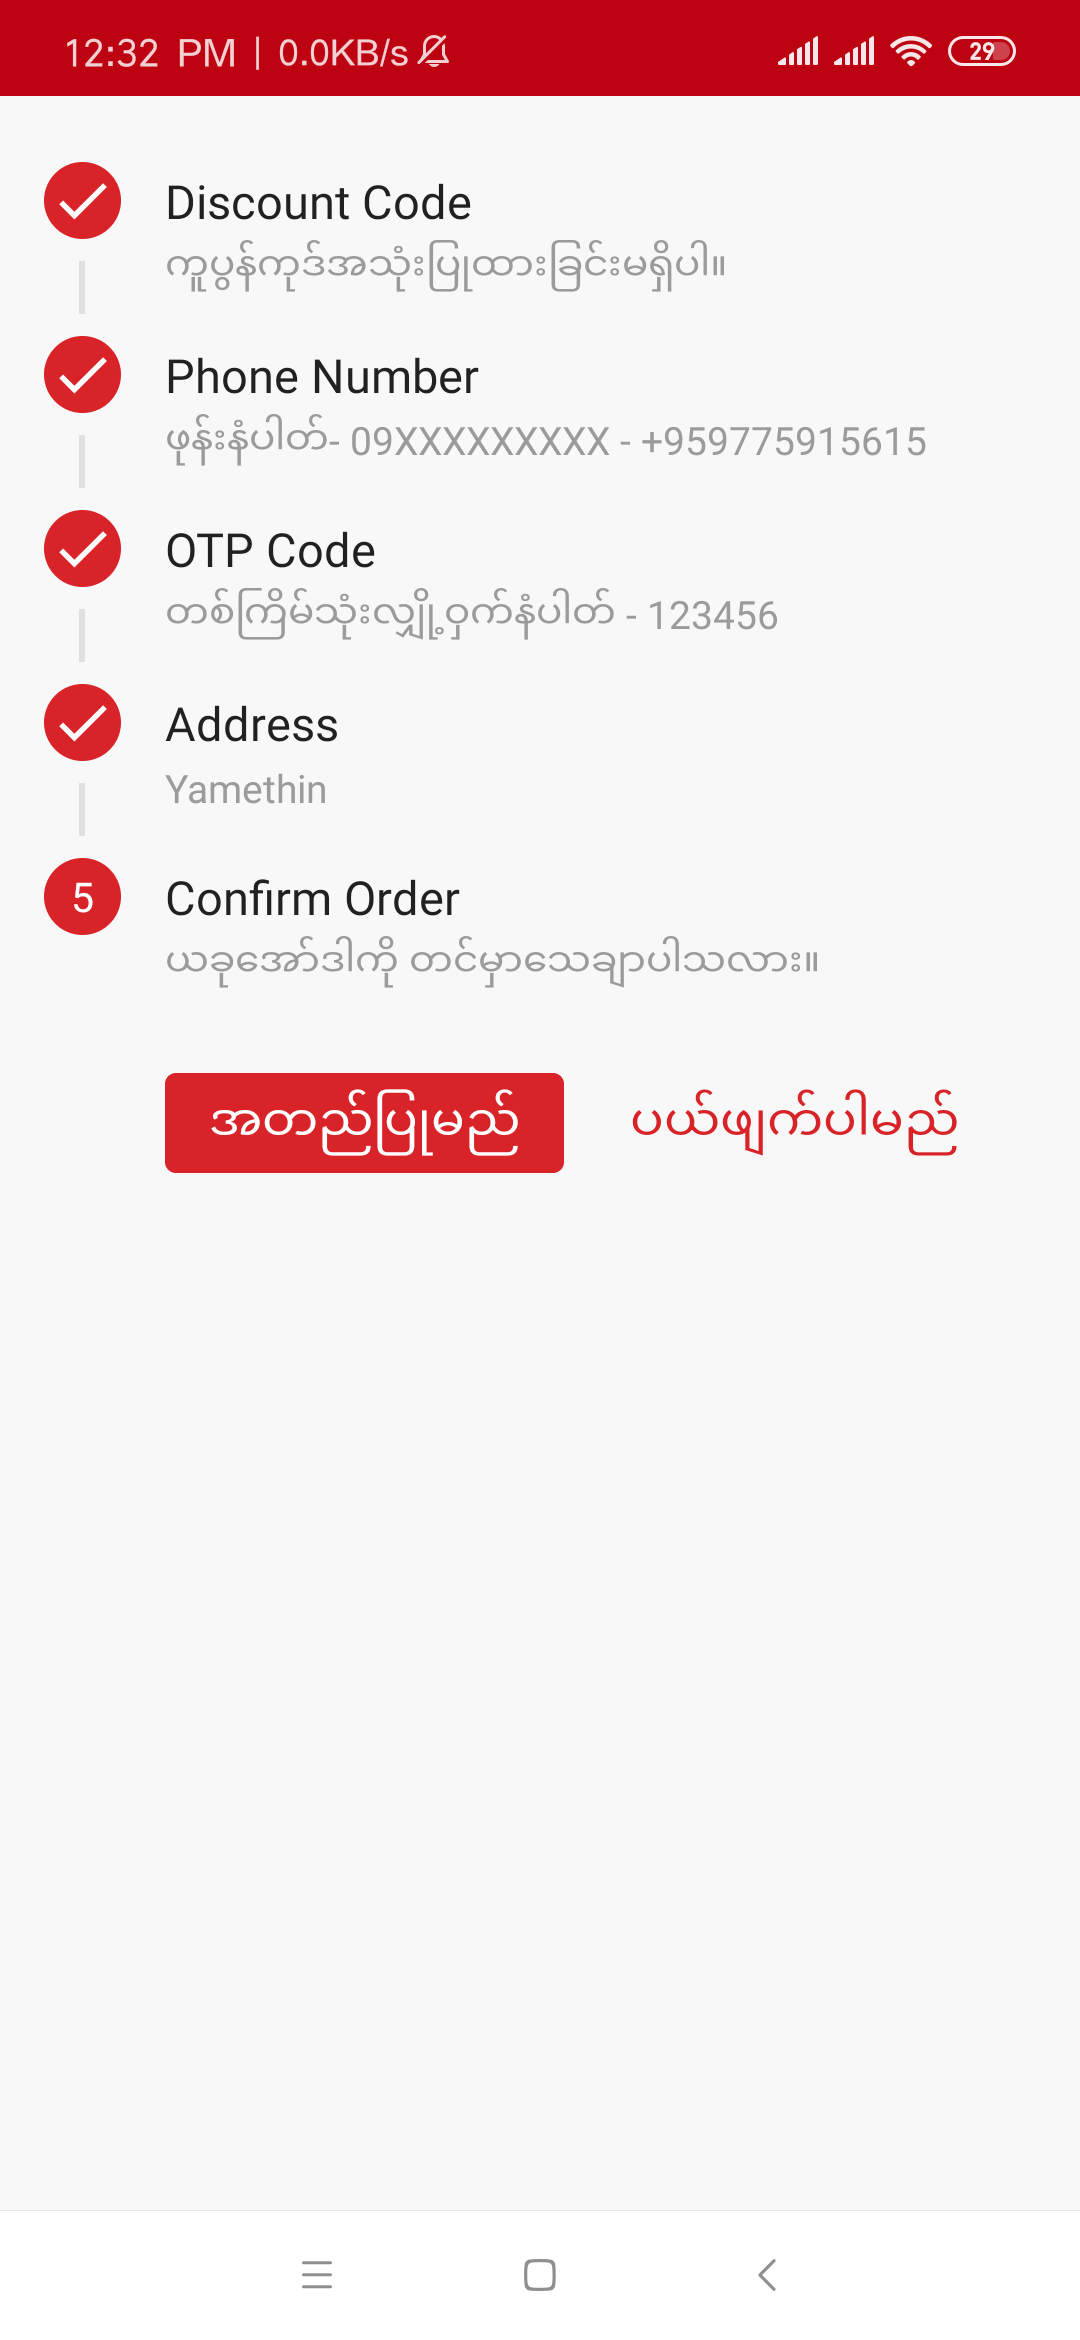 12:32 PM | 0.0KB/s
29
Discount Code
ကူပွန်ကုဒ်အသုံးပြုထားခြင်းမရှိပါ။
Phone Number
ဖုန်းနံပါတ်- 09XXXXXXXXX - +959775915615
OTP Code
တစ်ကြိမ်သုံးလျှို့ဝှက်နံပါတ် - 123456
Address
Yamethin
5
Confirm Order
ယခုအော်ဒါကို တင်မှာသေချာပါသလား။
အတည်ပြုမည်
ပယ်ဖျက်ပါမည်